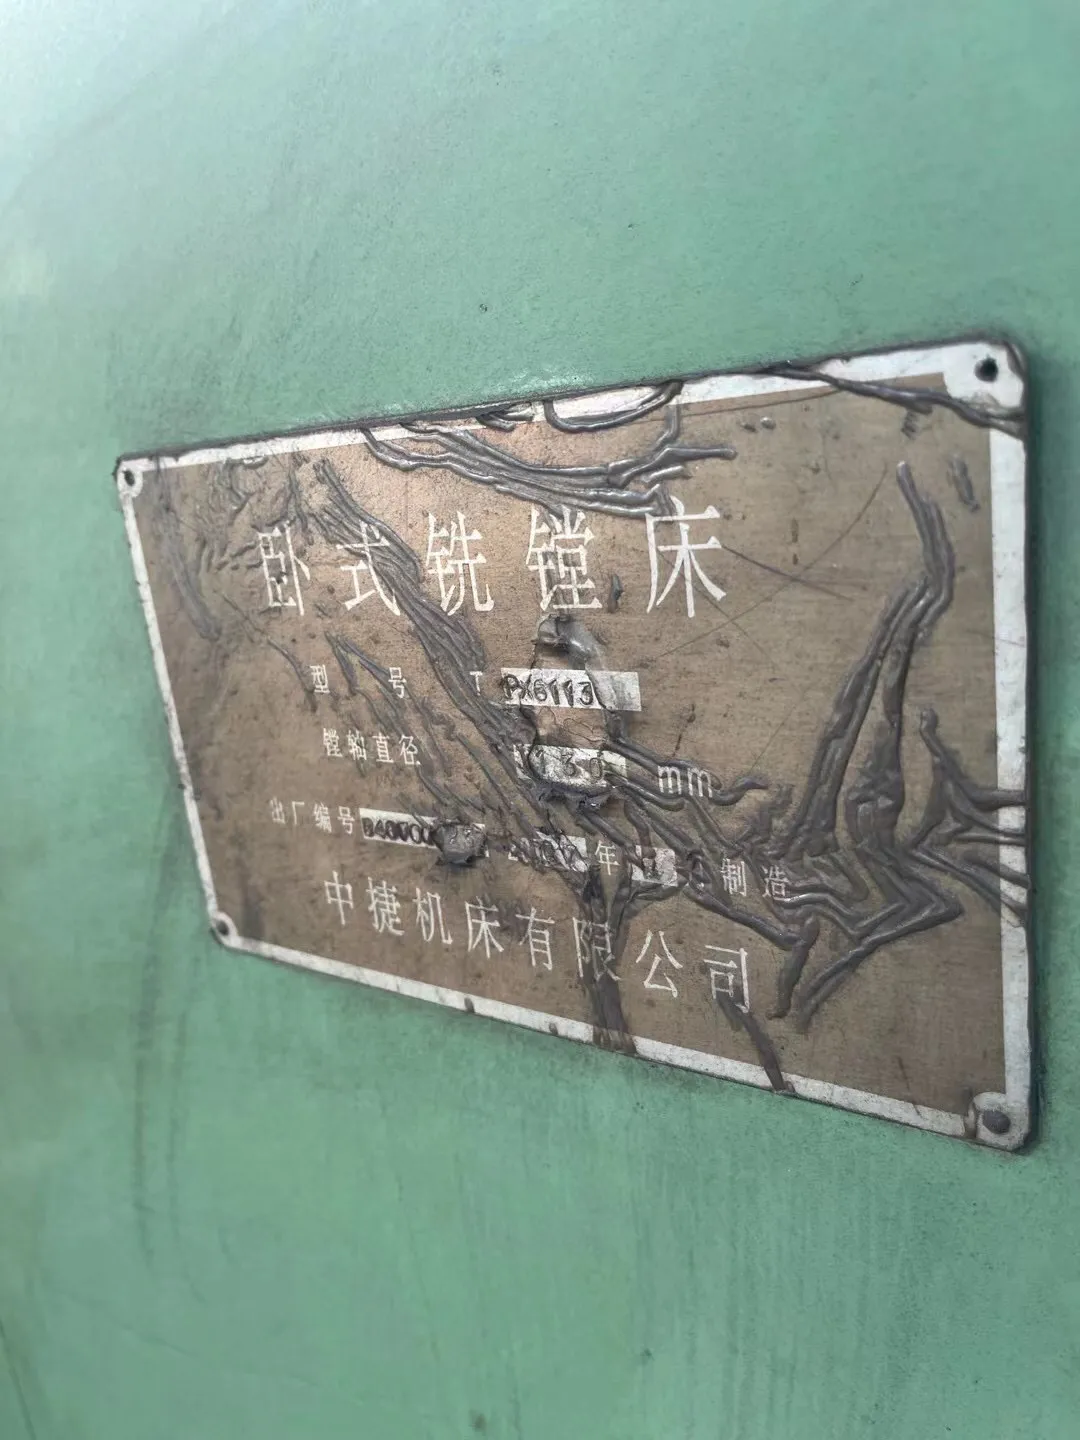 卧式铣镗床
型号 T PX6113
镗轴直径 130 mm
出厂编号 年 制造
中捷机床有限公司